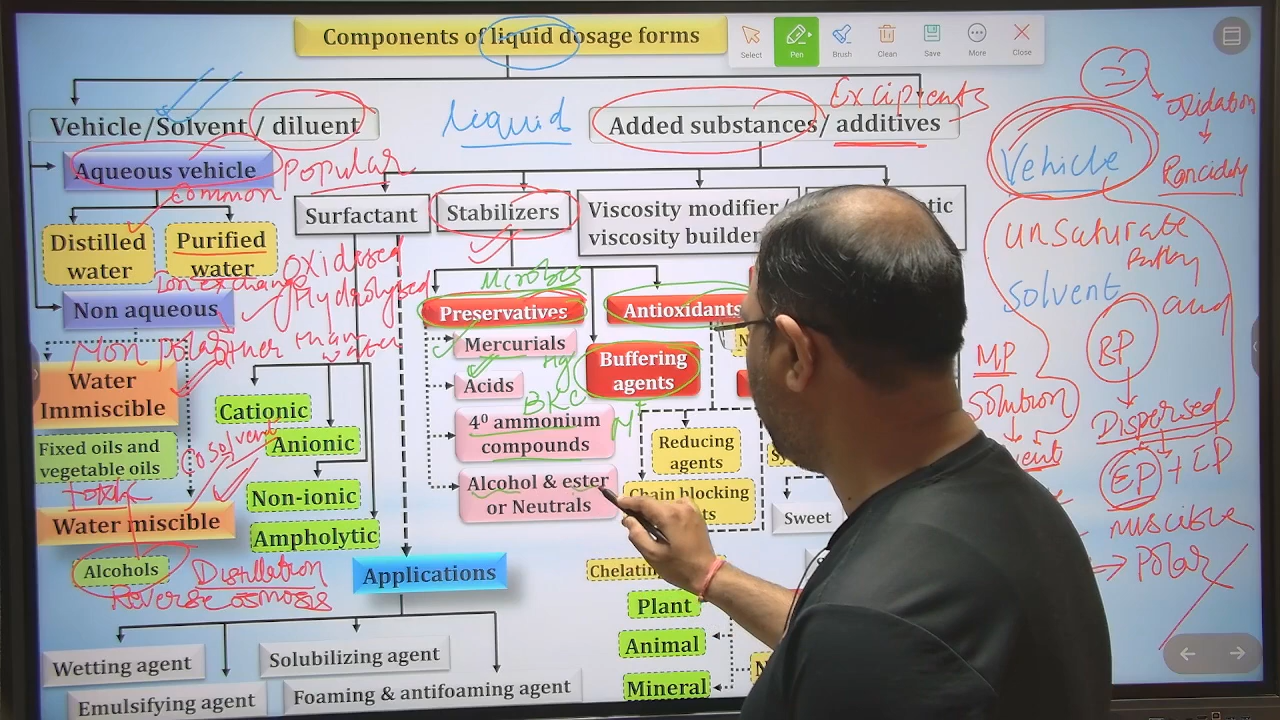 Components of liquid dosage forms
Select
Pen
Brush
Clean
Save
More
Close
Vehicle/Solvent / diluent
liquid
Added substances/ additives
Excipients
Oxidation
Rancidity
Vehicle
Aqueous vehicle
popular
common
Surfactant
Stabilizers
Viscosity modifier/
viscosity builder
tic
Distilled
water
Purified
water
Ion exchange
oxidased
Hydrolysed
Microbes
unsaturate
Solvent
and
Non aqueous
Non polar
other than
water
Preservatives
Antioxidants
Mercurials
Hg
Buffering
agents
Acids
BKC
4⁰ ammonium
compounds
N+
Alcohol & ester
or Neutrals
Water
Immiscible
Fixed oils and
vegetable oils
Cosolvent
Water miscible
Alcohols
Distillation
Reverse osmosis
Cationic
Anionic
Non-ionic
Ampholytic
Applications
Reducing
agents
Chain blocking
ts
Sweet
Chelatin
Plant
Animal
Mineral
MP
Solution
BP
Dispersed
EP + IP
miscible
→ Polar
Wetting agent
Emulsifying agent
Solubilizing agent
Foaming & antifoaming agent